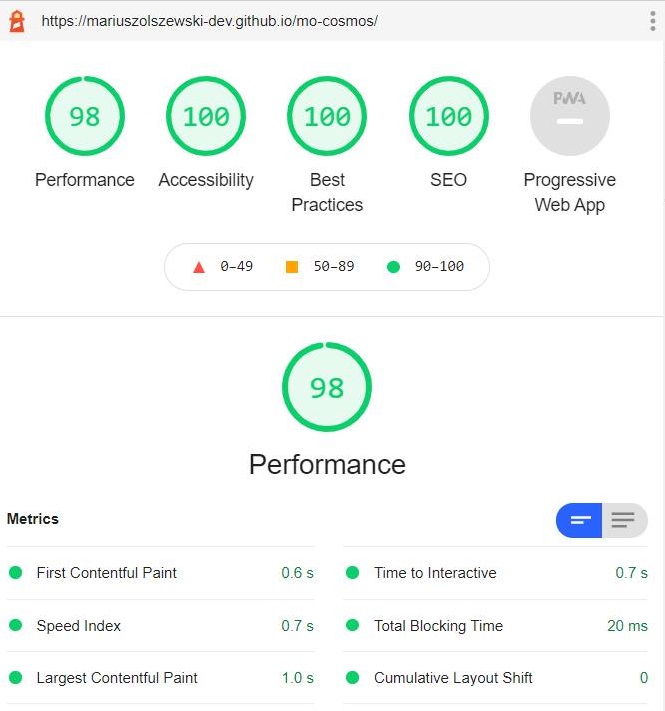 https://mariuszolszewski-dev.github.io/mo-cosmos/
98 100 100 100 PWA
Performance Accessibility Best Practices SEO Progressive Web App
0–49 50–89 90–100
98
Performance
Metrics
First Contentful Paint 0.6 s
Time to Interactive 0.7 s
Speed Index 0.7 s
Total Blocking Time 20 ms
Largest Contentful Paint 1.0 s
Cumulative Layout Shift 0